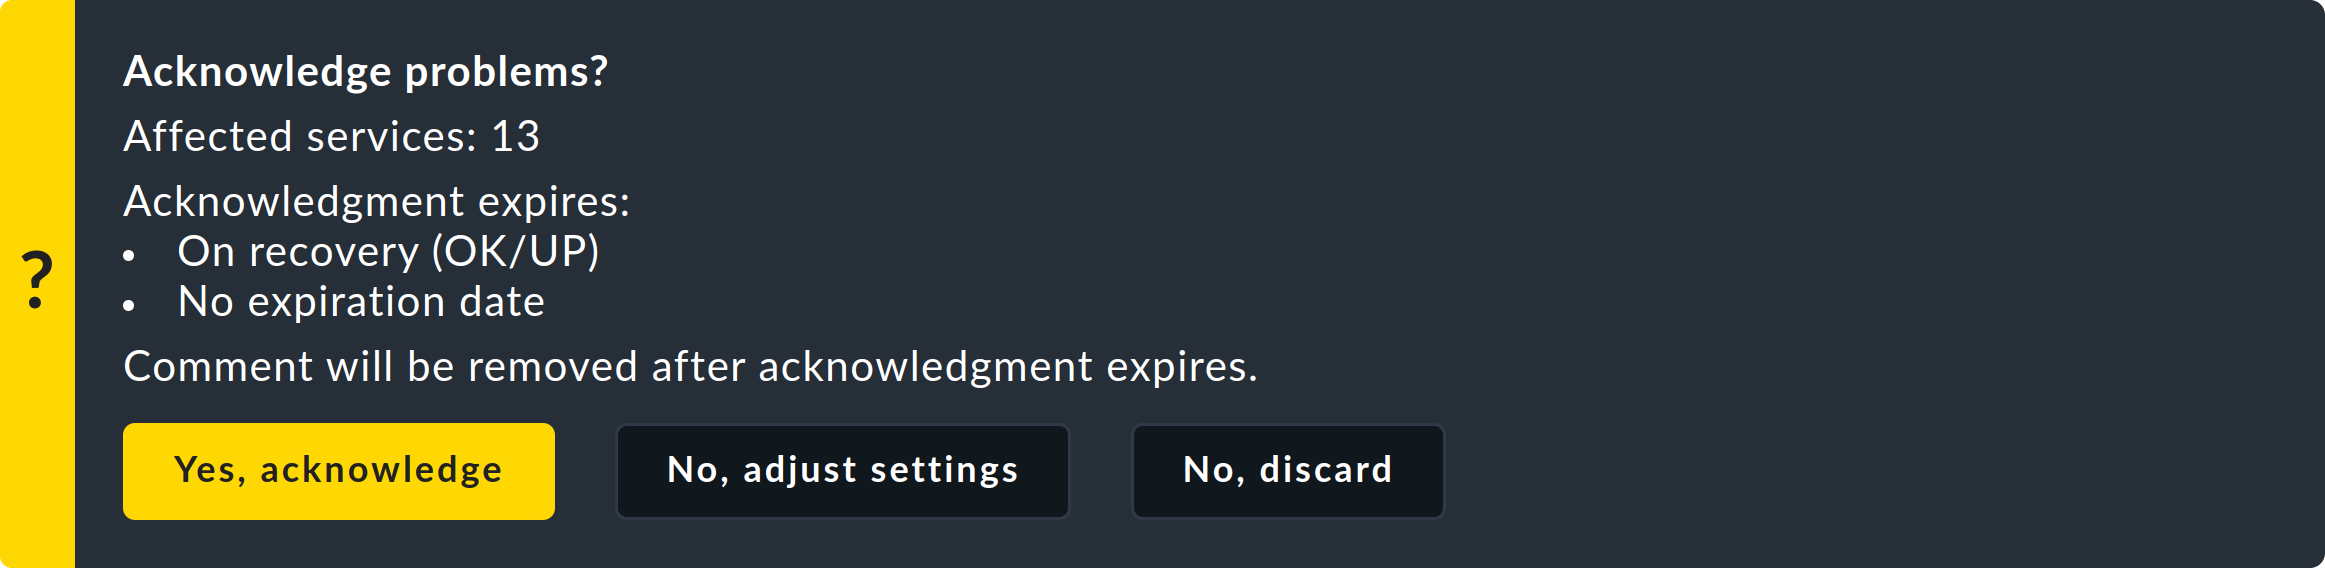 Acknowledge problems?
Affected services: 13
Acknowledgment expires:
• On recovery (OK/UP)
• No expiration date
?
Comment will be removed after acknowledgment expires.
Yes, acknowledge
No, adjust settings
No, discard